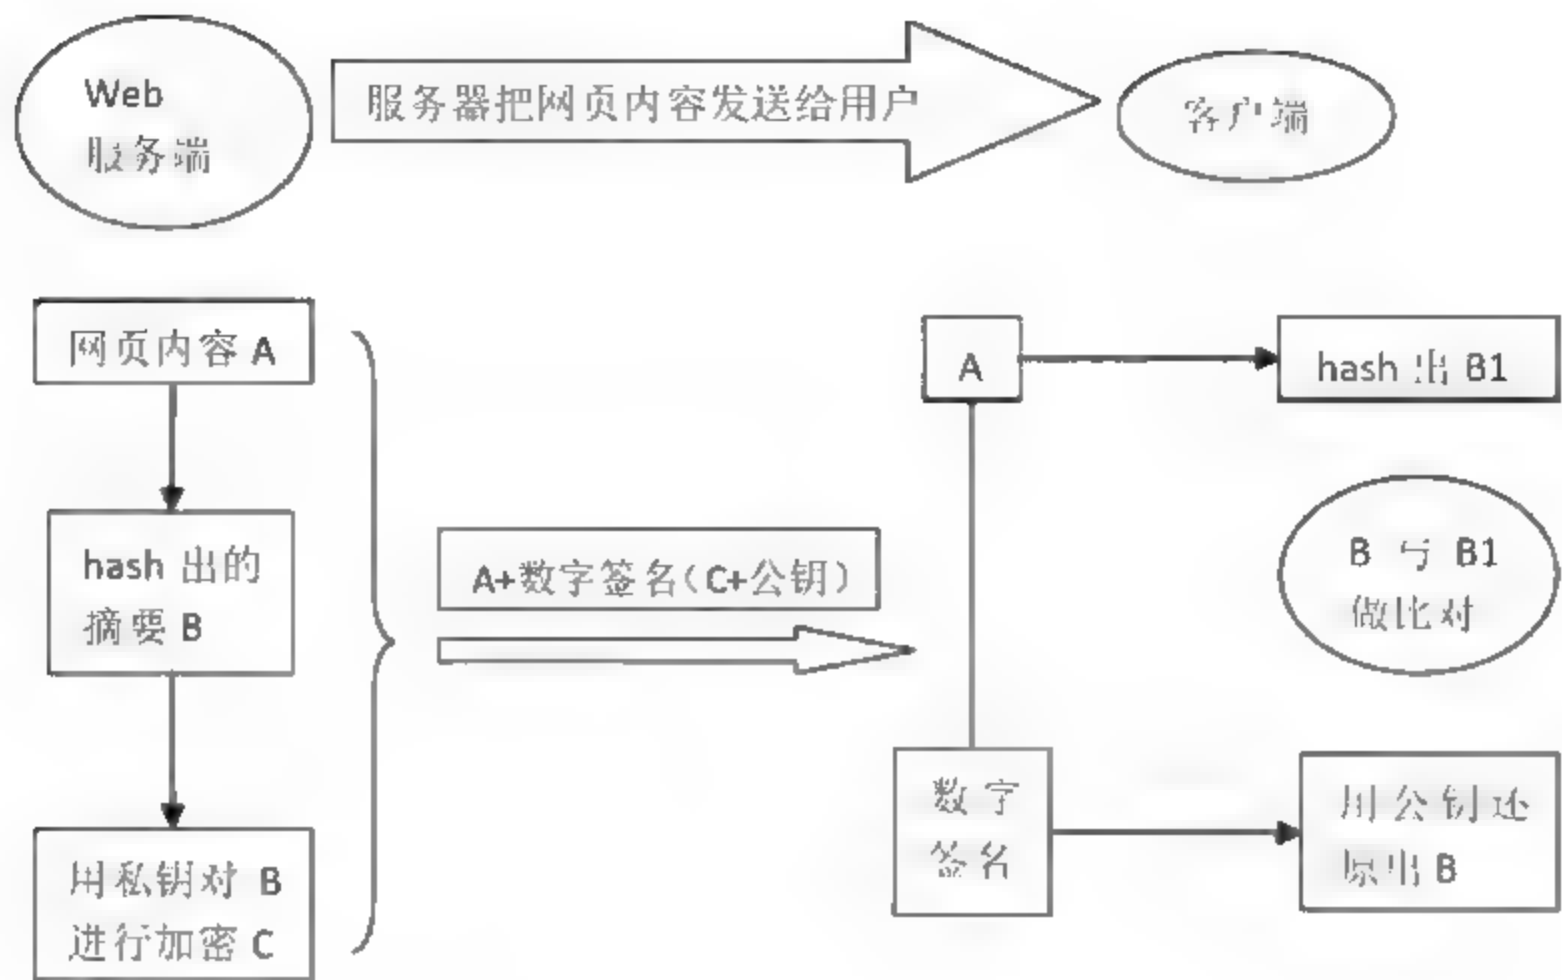 Web
服务端
服务器把网页内容发送给用户
客户端
网页内容 A
hash 出的
摘要 B
用私钥对 B
进行加密 C
A+数字签名(C+公钥)
A
hash 出 B1
B 与 B1
做比对
数字
签名
用公钥还
原出 B